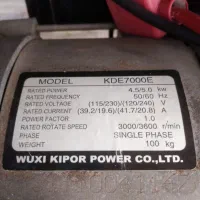 MODEL KDE7000E
RATED POWER 4.5/5.0 kw
RATED FREQUENCY 50/60 Hz
RATED VOLTAGE (115/230)/(120/240) V
RATED CURRENT (39.2/19.6)/(41.7/20.8) A
POWER FACTOR 1.0
RATED ROTATE SPEED 3000/3600 r/min
PHASE SINGLE PHASE
WEIGHT 100 kg
WUXI KIPOR POWER CO.,LTD.